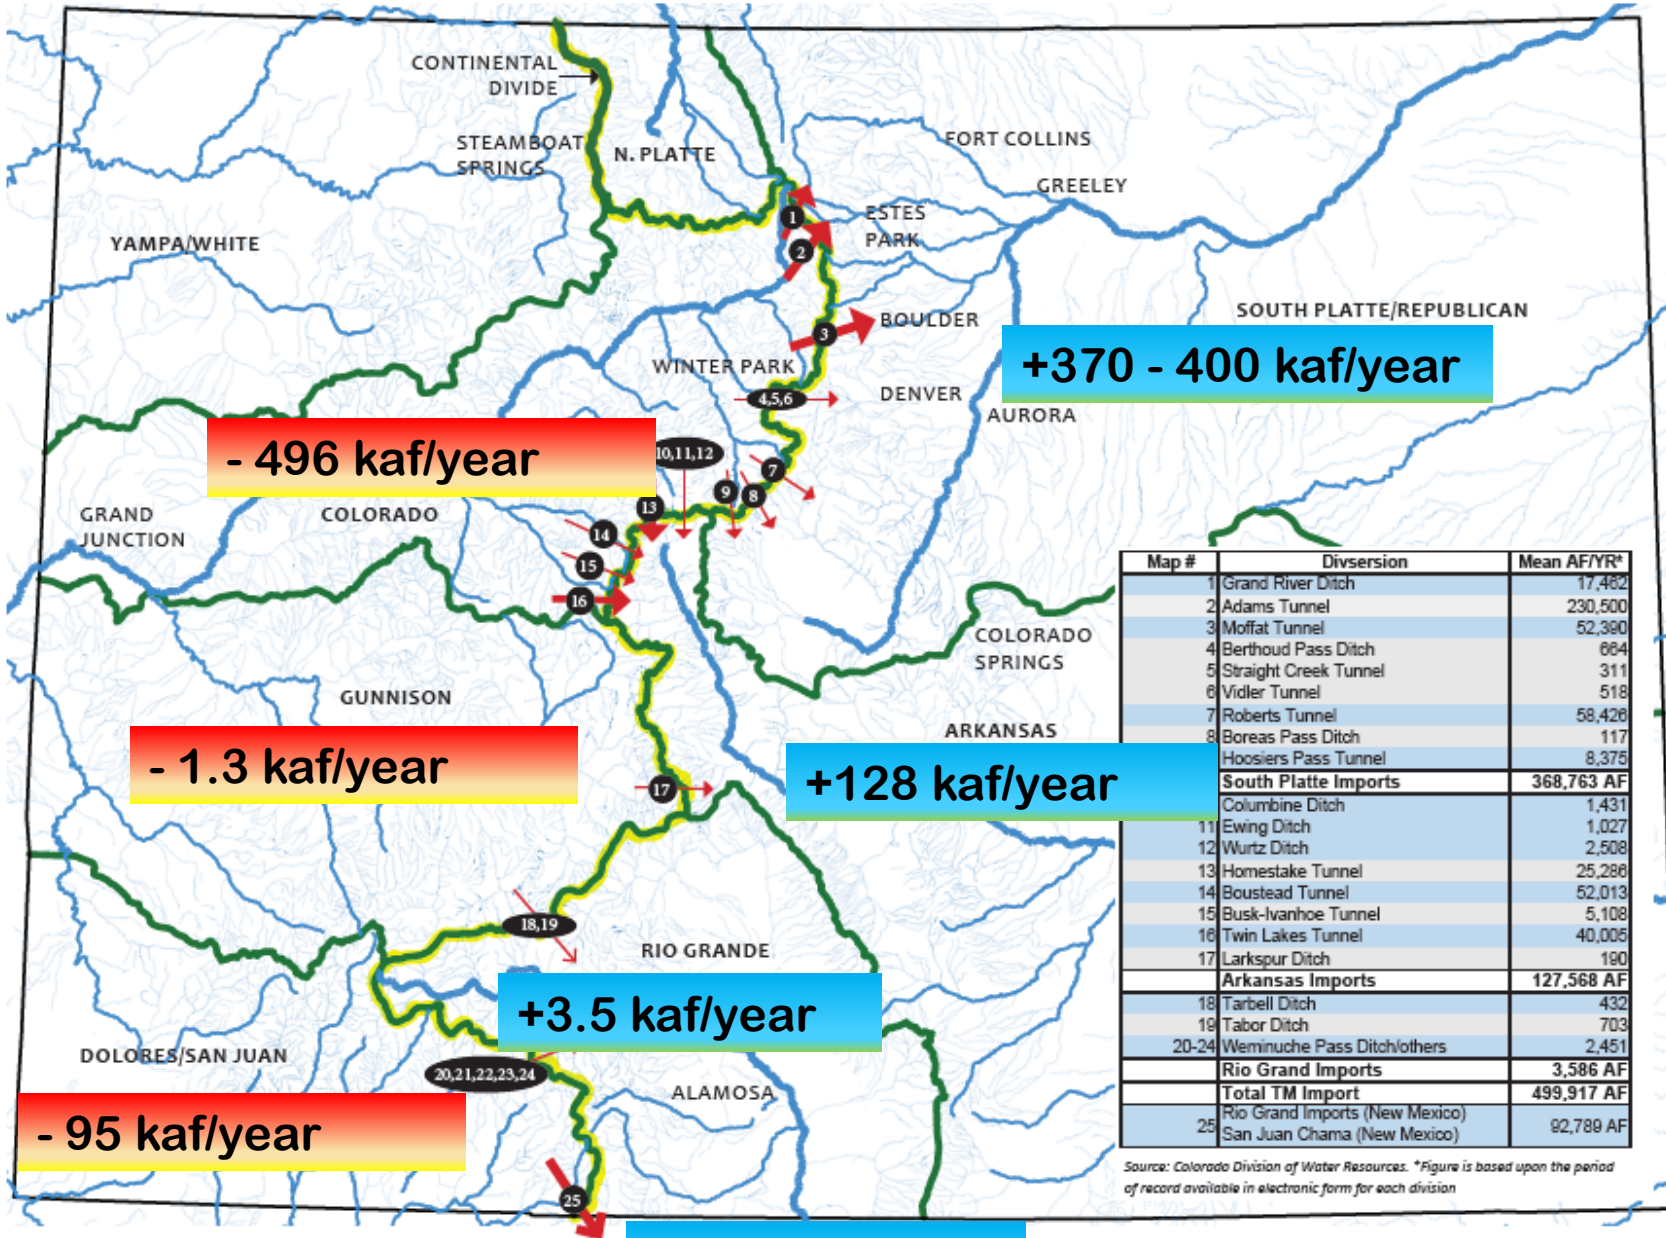 CONTINENTAL
DIVIDE
STEAMBOAT
SPRINGS
N. PLATTE
FORT COLLINS
GREELEY
1
ESTES
PARK
2
YAMPA/WHITE
SOUTH PLATTE/REPUBLICAN
3
BOULDER
+370 - 400 kaf/year
WINTER PARK
4,5,6
DENVER
AURORA
- 496 kaf/year
10,11,12
7
9
8
13
GRAND
JUNCTION
COLORADO
14
15
16
COLORADO
SPRINGS
GUNNISON
ARKANSAS
- 1.3 kaf/year
+128 kaf/year
17
18,19
RIO GRANDE
+3.5 kaf/year
DOLORES/SAN JUAN
20,21,22,23,24
ALAMOSA
- 95 kaf/year
25
Map # Divsersion Mean AF/YR*
1 Grand River Ditch 17,462
2 Adams Tunnel 230,500
3 Moffat Tunnel 52,390
4 Berthoud Pass Ditch 664
5 Straight Creek Tunnel 311
6 Vidler Tunnel 518
7 Roberts Tunnel 58,426
8 Boreas Pass Ditch 117
Hoosiers Pass Tunnel 8,375
South Platte Imports 368,763 AF
Columbine Ditch 1,431
11 Ewing Ditch 1,027
12 Wurtz Ditch 2,508
13 Homestake Tunnel 25,286
14 Boustead Tunnel 52,013
15 Busk-Ivanhoe Tunnel 5,108
16 Twin Lakes Tunnel 40,005
17 Larkspur Ditch 190
Arkansas Imports 127,568 AF
18 Tarbell Ditch 432
19 Tabor Ditch 703
20-24 Weminuche Pass Ditch/others 2,451
Rio Grand Imports 3,586 AF
Total TM Import 499,917 AF
25 Rio Grand Imports (New Mexico)
San Juan Chama (New Mexico) 92,789 AF
Source: Colorado Division of Water Resources. *Figure is based upon the period
of record available in electronic form for each division